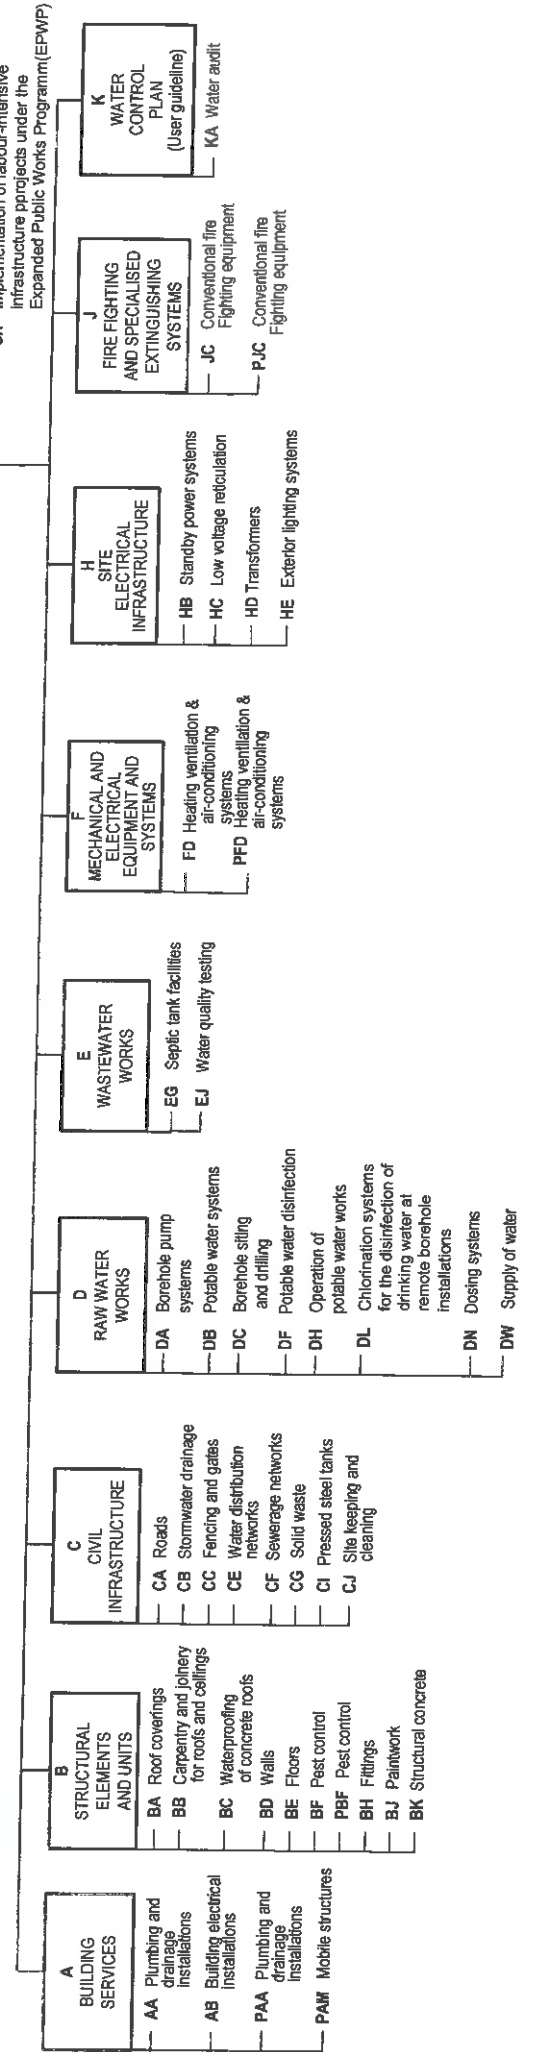 Infrastructure pprojects under the
Expanded Public Works Programm(EPWP)
A
BUILDING
SERVICES
AA Plumbing and
drainage
installations
AB Building electrical
installations
PAA Plumbing and
drainage
installations
PAM Mobile structures
B
STRUCTURAL
ELEMENTS
AND UNITS
BA Roof coverings
BB Carpentry and joinery
for roofs and ceilings
BC Waterproofing
of concrete roofs
BD Walls
BE Floors
BF Pest control
PBF Pest control
BH Fittings
BJ Paintwork
BK Structural concrete
C
CIVIL
INFRASTRUCTURE
CA Roads
CB Stormwater drainage
CC Fencing and gates
CE Water distribution
networks
CF Sewerage networks
CG Solid waste
CI Pressed steel tanks
CJ Site keeping and
cleaning
D
RAW WATER
WORKS
DA Borehole pump
systems
DB Potable water systems
DC Borehole siting
and drilling
DF Potable water disinfection
DH Operation of
potable water works
DL Chlorination systems
for the disinfection of
drinking water at
remote borehole
installations
DN Dosing systems
DW Supply of water
E
WASTEWATER
WORKS
EG Septic tank facilities
EJ Water quality testing
F
MECHANICAL AND
ELECTRICAL
EQUIPMENT AND
SYSTEMS
FD Heating ventilation &
air-conditioning
systems
PFD Heating ventilation &
air-conditioning
systems
H
SITE
ELECTRICAL
INFRASTRUCTURE
HB Standby power systems
HC Low voltage reticulation
HD Transformers
HE Exterior lighting systems
J
FIRE FIGHTING
AND SPECIALISED
EXTINGUISHING
SYSTEMS
JC Conventional fire
Fighting equipment
PJC Conventional fire
Fighting equipment
K
WATER
CONTROL
PLAN
(User guideline)
KA Water audit